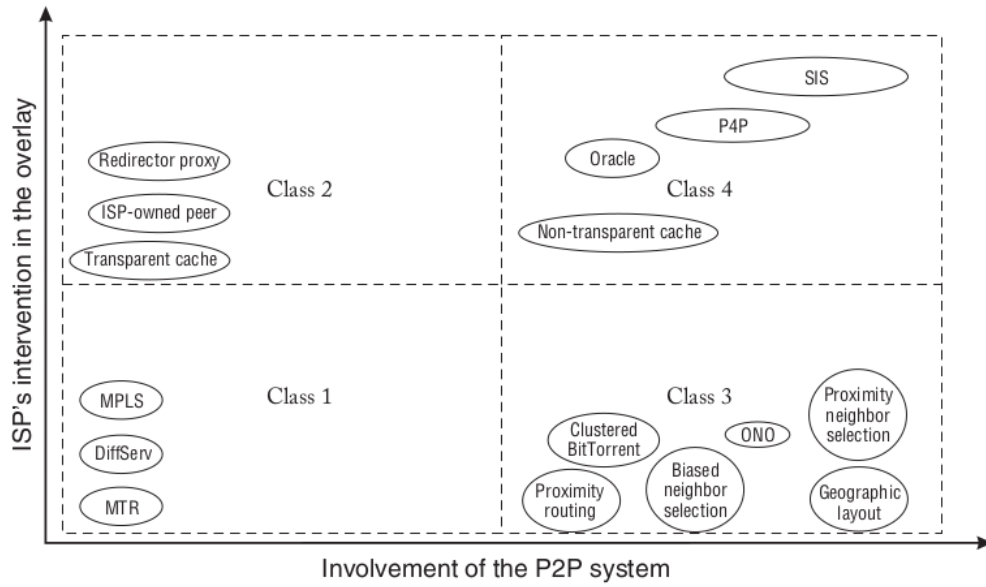 ISP's intervention in the overlay
SIS
P4P
Oracle
Redirector proxy
Class 2
Class 4
ISP-owned peer
Non-transparent cache
Transparent cache
MPLS
Class 1
Class 3
Proximity
neighbor
selection
Clustered
BitTorrent
ONO
DiffServ
Biased
neighbor
selection
Proximity
routing
Geographic
layout
MTR
Involvement of the P2P system